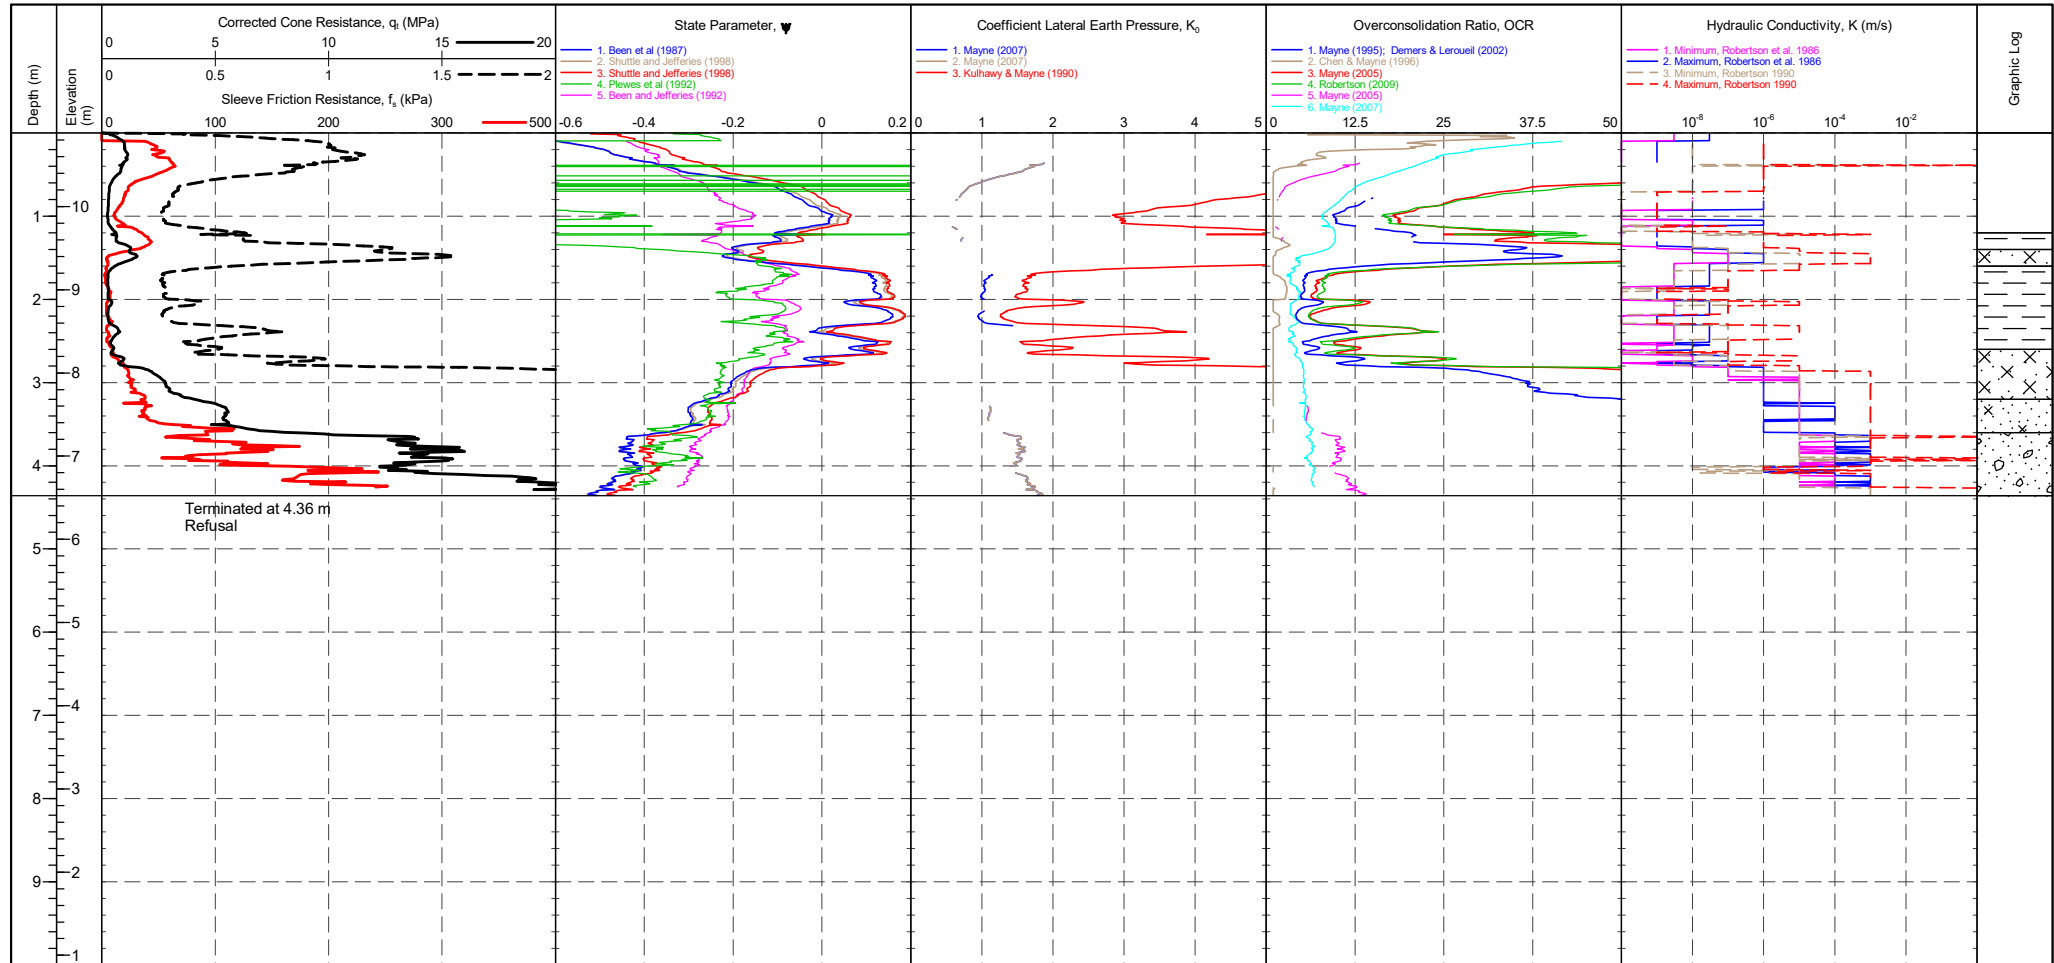 Depth (m)
Elevation (m)
Corrected Cone Resistance, qt (MPa)
0 5 10 15 20
0 0.5 1 1.5 2
Sleeve Friction Resistance, fs (kPa)
100 200 300 500
State Parameter, ψ
1. Been et al (1987)
2. Shuttle and Jefferies (1998)
3. Shuttle and Jefferies (1998)
4. Plewes et al (1992)
5. Been and Jefferies (1992)
-0.6 -0.4 -0.2 0 0.2
Coefficient Lateral Earth Pressure, K0
1. Mayne (2007)
2. Mayne (2007)
3. Kulhawy & Mayne (1990)
0 1 2 3 4 5
Overconsolidation Ratio, OCR
1. Mayne (1995); Demers & Leroueil (2002)
2. Chen & Mayne (1996)
3. Mayne (2005)
4. Robertson (2009)
5. Mayne (2005)
6. Mayne (2007)
0 12.5 25 37.5 50
Hydraulic Conductivity, K (m/s)
1. Minimum, Robertson et al. 1986
2. Maximum, Robertson et al. 1986
3. Minimum, Robertson 1990
4. Maximum, Robertson 1990
10-8 10-6 10-4 10-2
Graphic Log
10
1
9
2
8
3
7
4
Terminated at 4.36 m
Refusal
6
5
5
6
4
7
3
8
2
9
1